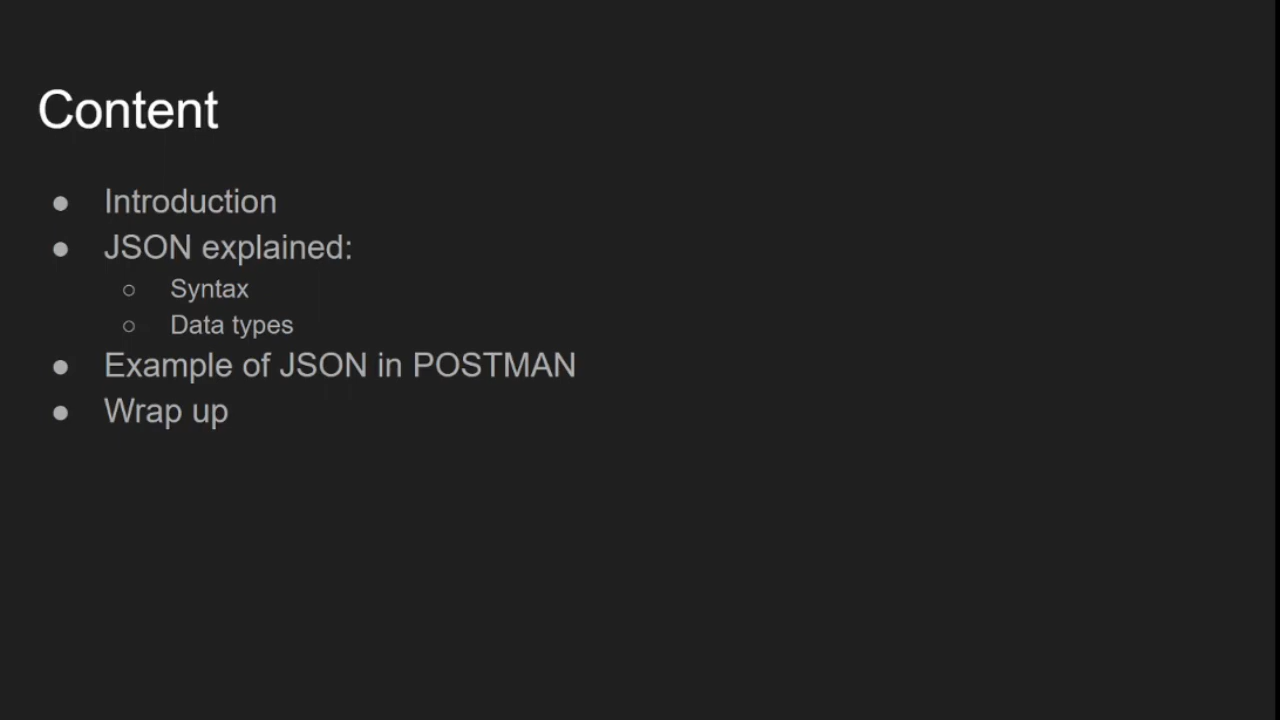 Content
● Introduction
● JSON explained:
○ Syntax
○ Data types
● Example of JSON in POSTMAN
● Wrap up